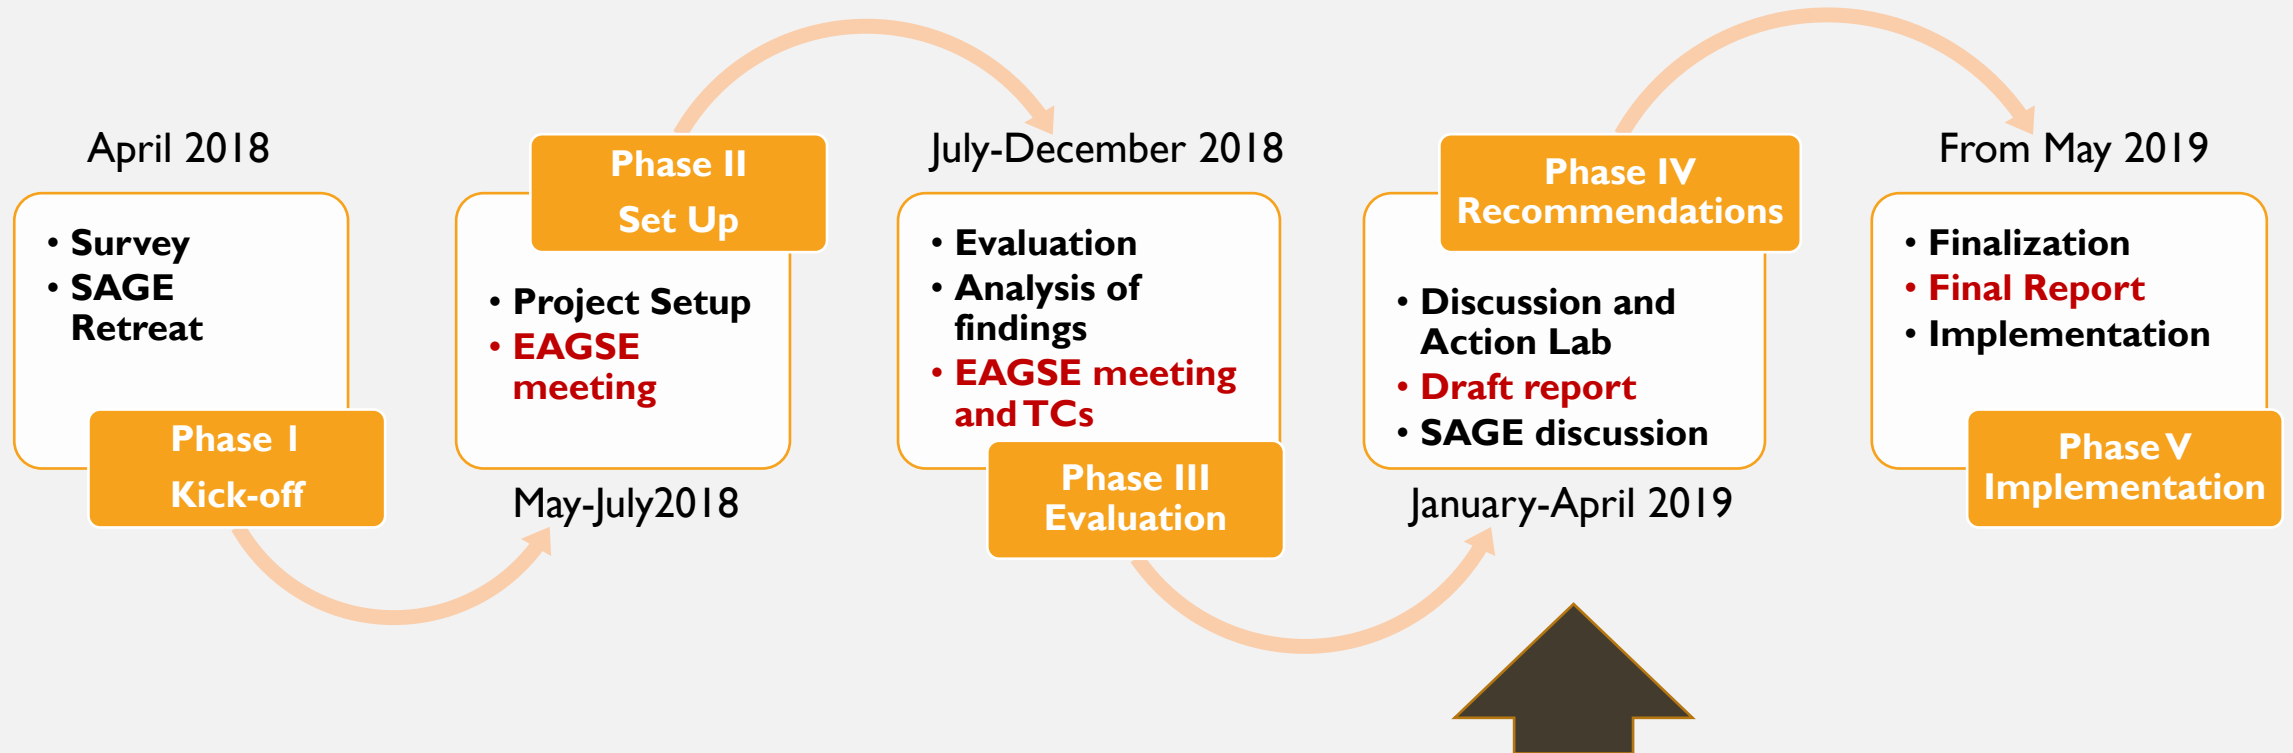 April 2018
• Survey
• SAGE
Retreat
Phase 1
Kick-off
Phase II
Set Up
• Project Setup
• EAGSE
meeting
May-July2018
July-December 2018
• Evaluation
• Analysis of
findings
• EAGSE meeting
and TCs
Phase III
Evaluation
Phase IV
Recommendations
• Discussion and
Action Lab
• Draft report
• SAGE discussion
January-April 2019
From May 2019
• Finalization
• Final Report
• Implementation
Phase V
Implementation